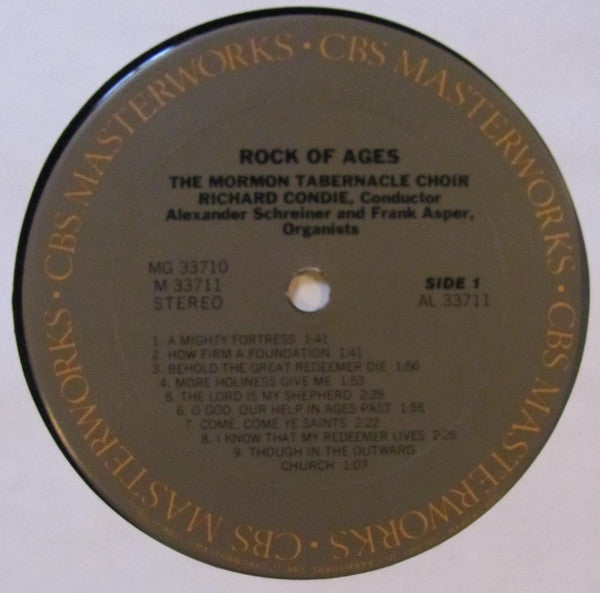 CBS MASTERWORKS · CBS MASTERWORKS · CBS MASTERWORKS · CBS MASTERWORKS ·
ROCK OF AGES
THE MORMON TABERNACLE CHOIR
RICHARD CONDIE, Conductor
Alexander Schreiner and Frank Asper,
Organists
MG 33710
M 33711
STEREO
SIDE 1
AL 33711
1. A MIGHTY FORTRESS 1:41
2. HOW FIRM A FOUNDATION 1:41
3. BEHOLD THE GREAT REDEEMER DIE 1:56
4. MORE HOLINESS GIVE ME 1:53
5. THE LORD IS MY SHEPHERD 2:28
6. O GOD, OUR HELP IN AGES PAST 1:55
7. COME, COME YE SAINTS 2:22
8. I KNOW THAT MY REDEEMER LIVES 2:25
9. THOUGH IN THE OUTWARD
CHURCH 1:07